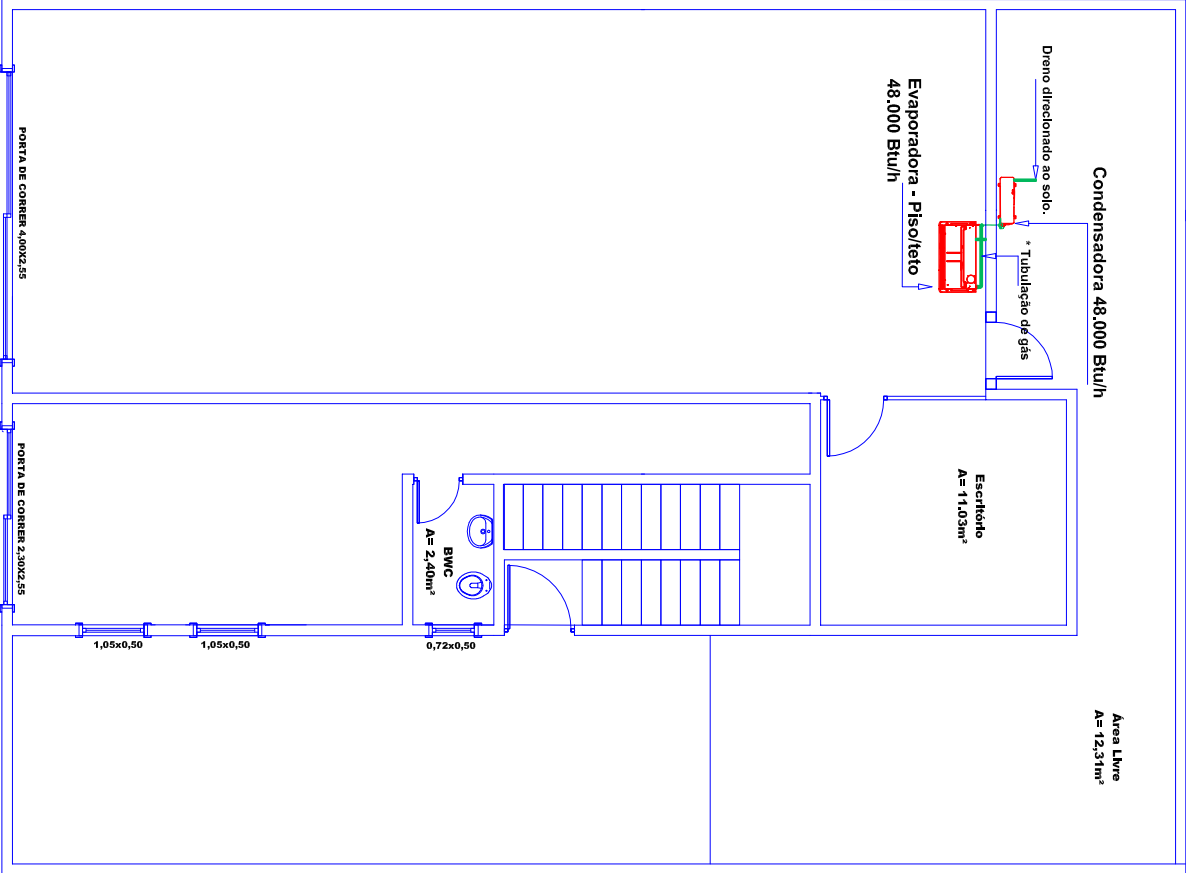 Condensadora 48.000 Btu/h
Dreno direcionado ao solo.
* Tubulação de gás
Evaporadora - Piso/teto
48.000 Btu/h
Escritório
A= 11.03m²
Área Livre
A= 12,31m²
BWC
A= 2,40m²
PORTA DE CORRER 4,00X2,55
PORTA DE CORRER 2,30X2,55
1,05x0,50
1,05x0,50
0,72x0,50